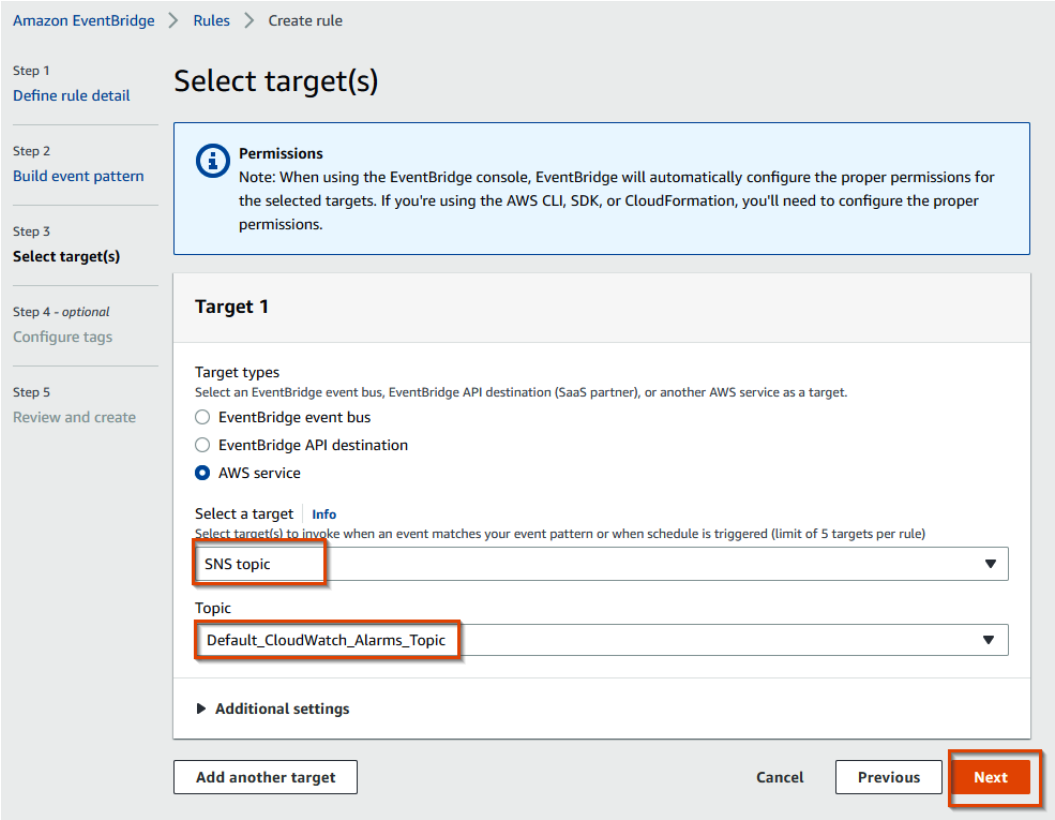 Amazon EventBridge > Rules > Create rule
Step 1
Define rule detail
Step 2
Build event pattern
Step 3
Select target(s)
Step 4 - optional
Configure tags
Step 5
Review and create
Select target(s)
Permissions
Note: When using the EventBridge console, EventBridge will automatically configure the proper permissions for
the selected targets. If you're using the AWS CLI, SDK, or CloudFormation, you'll need to configure the proper
permissions.
Target 1
Target types
Select an EventBridge event bus, EventBridge API destination (SaaS partner), or another AWS service as a target.
EventBridge event bus
EventBridge API destination
AWS service
Select a target Info
Select target(s) to invoke when an event matches your event pattern or when schedule is triggered (limit of 5 targets per rule)
SNS topic
Topic
Default_CloudWatch_Alarms_Topic
Additional settings
Add another target Cancel Previous Next